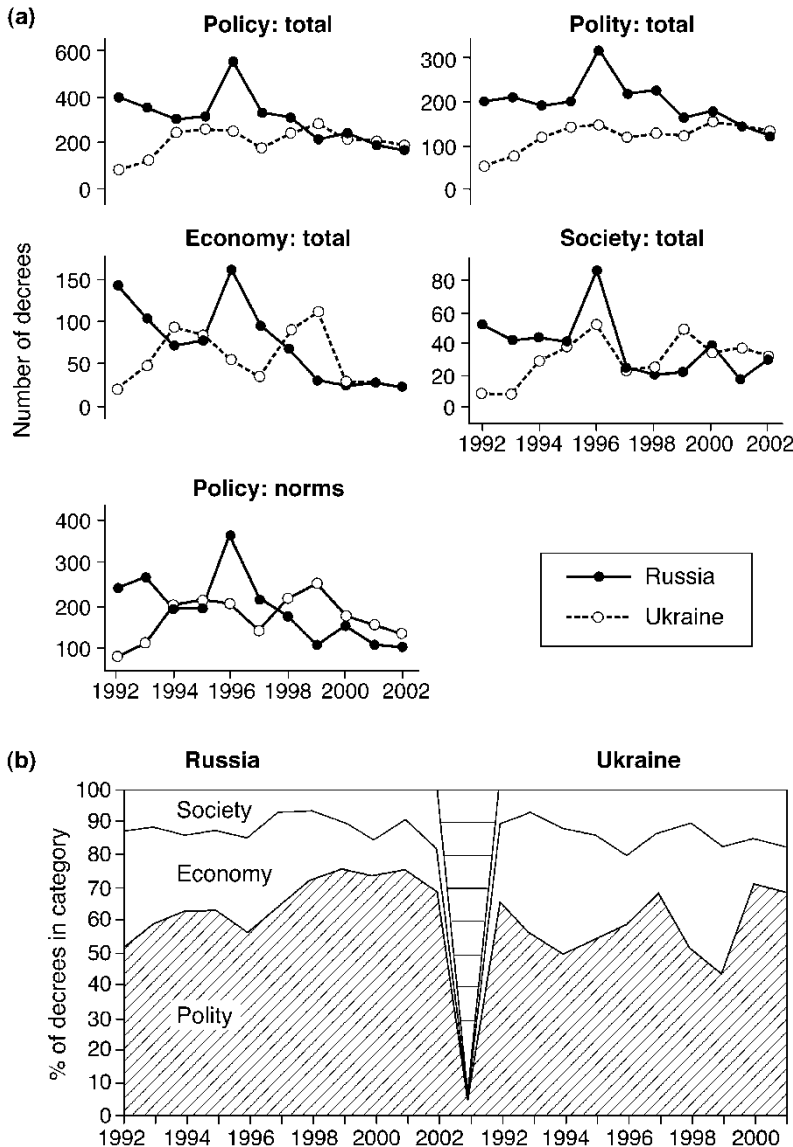 (a)
Policy: total
600
400
200
0
Polity: total
300
200
100
0
Number of decrees
Economy: total
150
100
50
0
Society: total
80
60
40
20
0
1992 1994 1996 1998 2000 2002
Policy: norms
400
300
200
100
1992 1994 1996 1998 2000 2002
Russia
Ukraine
(b)
Russia Ukraine
% of decrees in category
100
90
80
70
60
50
40
30
20
10
0
Society
Economy
Polity
1992 1994 1996 1998 2000 2002 1992 1994 1996 1998 2000